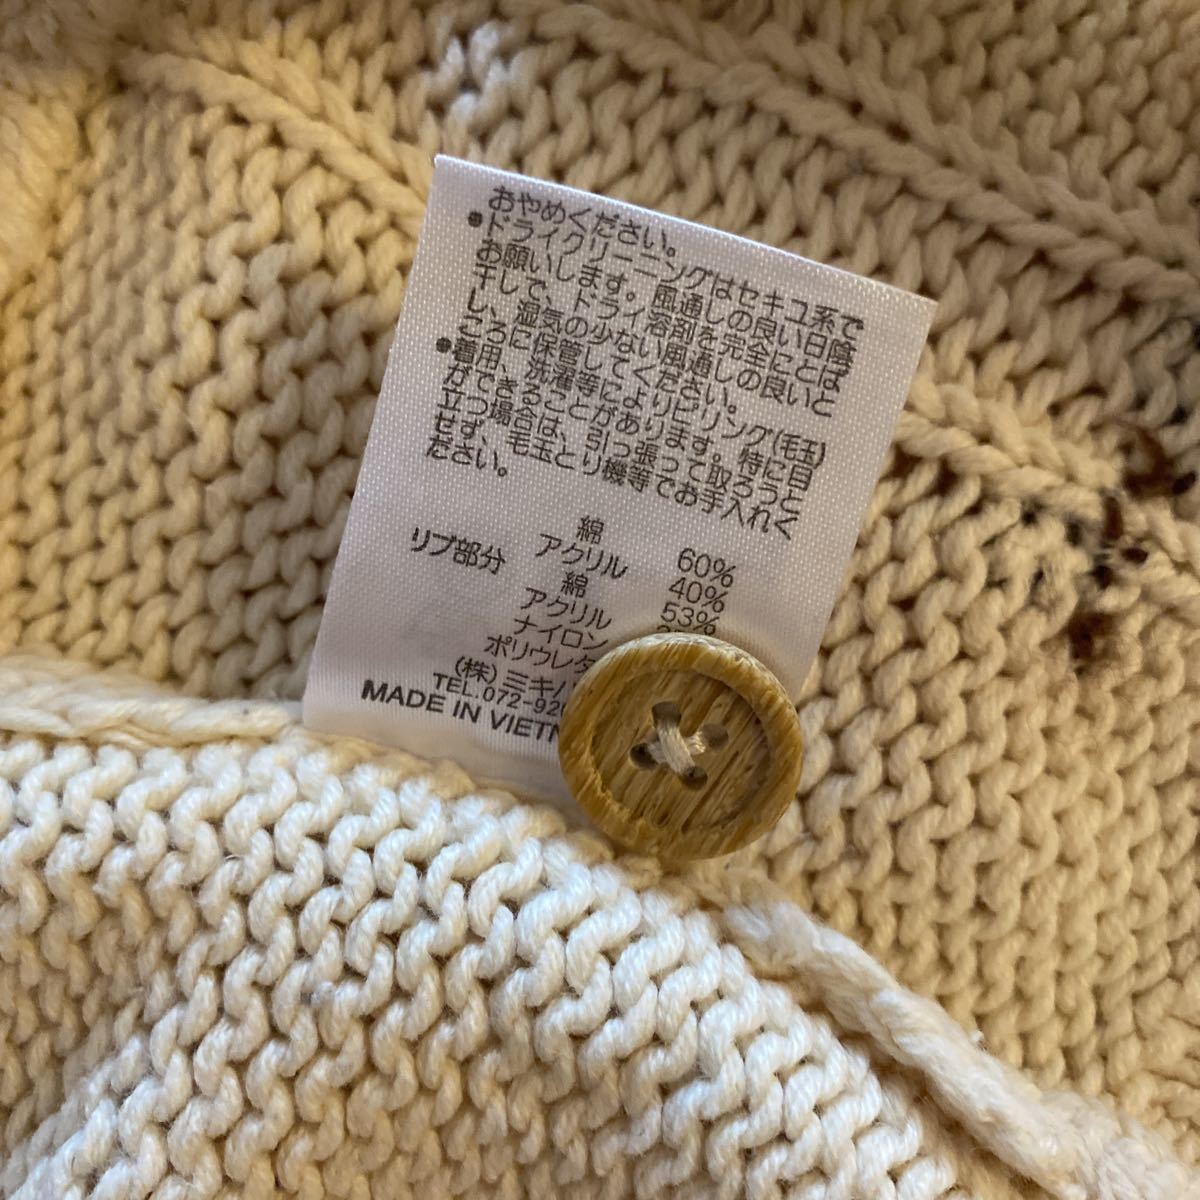 おやめください。
●ドライクリーニングはセキユ系で
お願いします。風通しの良い日陰
干しで、ドライ溶剤を完全にとば
し、湿気の少ない風通しの良いと
ころに保管してください。
●着用、洗濯等によりピリング(毛玉)
ができることがあります。特に目
立つ場合は、引っ張って取ろうと
せず、毛玉とり機等でお手入れく
ださい。
綿 60%
アクリル 40%
リブ部分 綿 53%
アクリル
ナイロン
ポリウレタ
(株)ミキハ
TEL.072-920
MADE IN VIETN